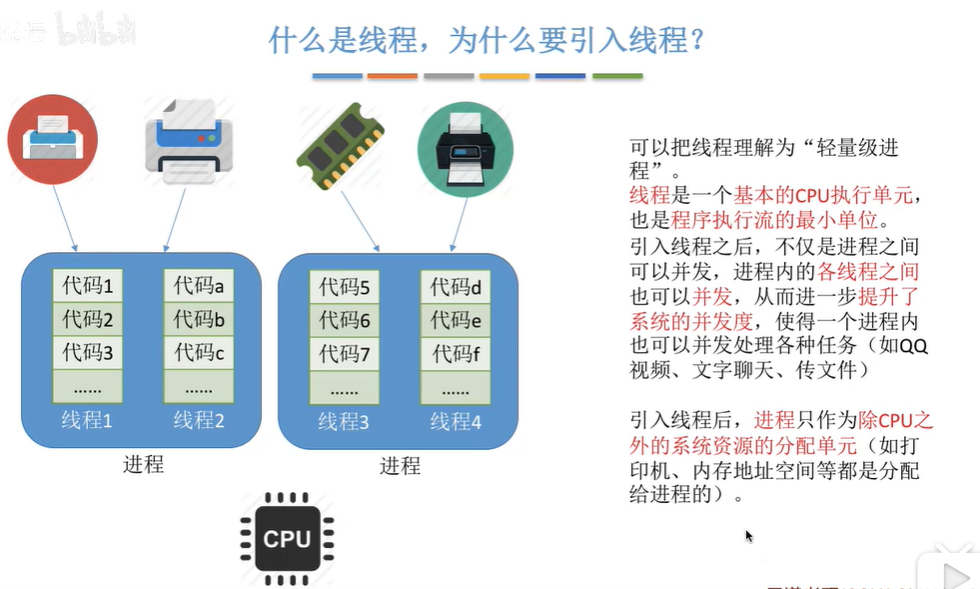 bilibili
什么是线程，为什么要引入线程？
可以把线程理解为“轻量级进
程”。
线程是一个基本的CPU执行单元，
也是程序执行流的最小单位。
引入线程之后，不仅是进程之间
可以并发，进程内的各线程之间
也可以并发，从而进一步提升了
系统的并发度，使得一个进程内
也可以并发处理各种任务（如QQ
视频、文字聊天、传文件）
引入线程后，进程只作为除CPU之
外的系统资源的分配单元（如打
印机、内存地址空间等都是分配
给进程的）。
代码1
代码2
代码3
……
线程1
代码a
代码b
代码c
……
线程2
进程
代码5
代码6
代码7
……
线程3
代码d
代码e
代码f
……
线程4
进程
CPU